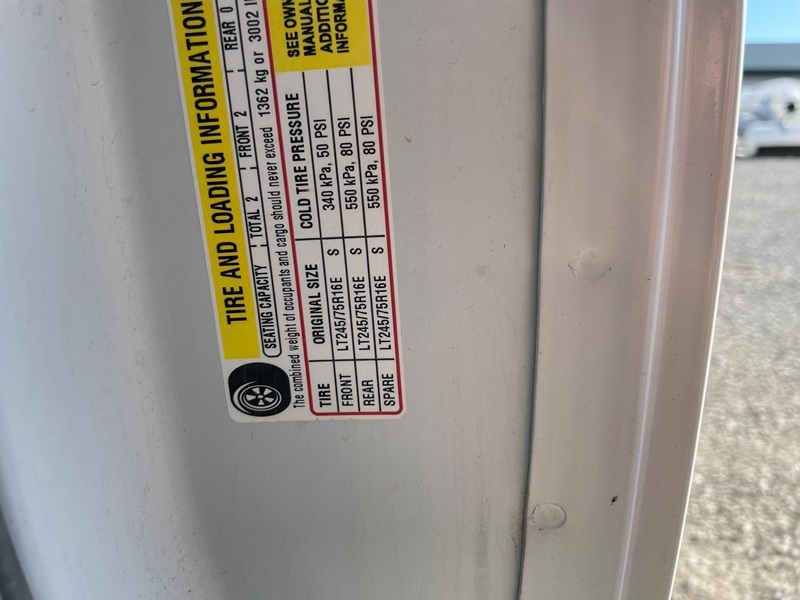 TIRE AND LOADING INFORMATION
SEATING CAPACITY TOTAL 2 FRONT 2 REAR 0
The combined weight of occupants and cargo should never exceed 1362 kg or 3002
TIRE ORIGINAL SIZE COLD TIRE PRESSURE
FRONT LT245/75R16E S 340 kPa, 50 PSI
REAR LT245/75R16E S 550 kPa, 80 PSI
SPARE LT245/75R16E S 550 kPa, 80 PSI
SEE OWN
MANUAL
ADDITIO
INFORMA